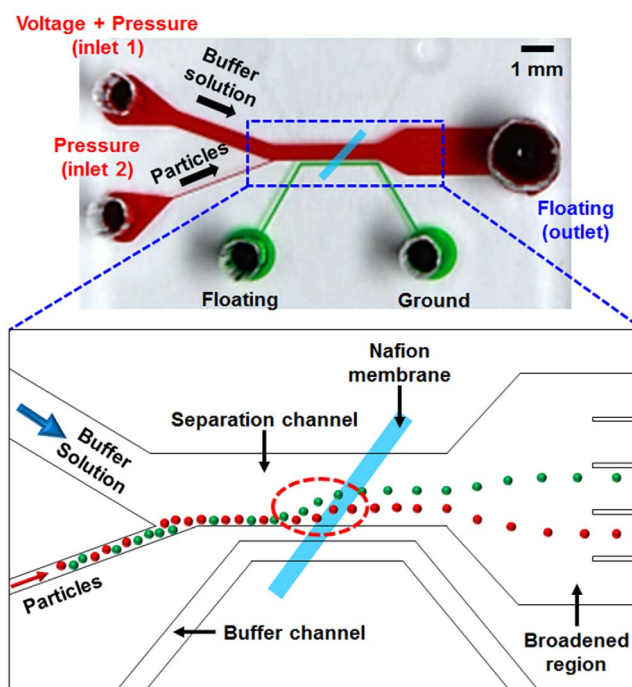 Voltage + Pressure
(inlet 1)
Buffer
solution
1 mm
Pressure
(inlet 2)
Particles
Floating
(outlet)
Floating
Ground
Nafion
membrane
Separation channel
Buffer
Solution
Particles
Buffer channel
Broadened
region